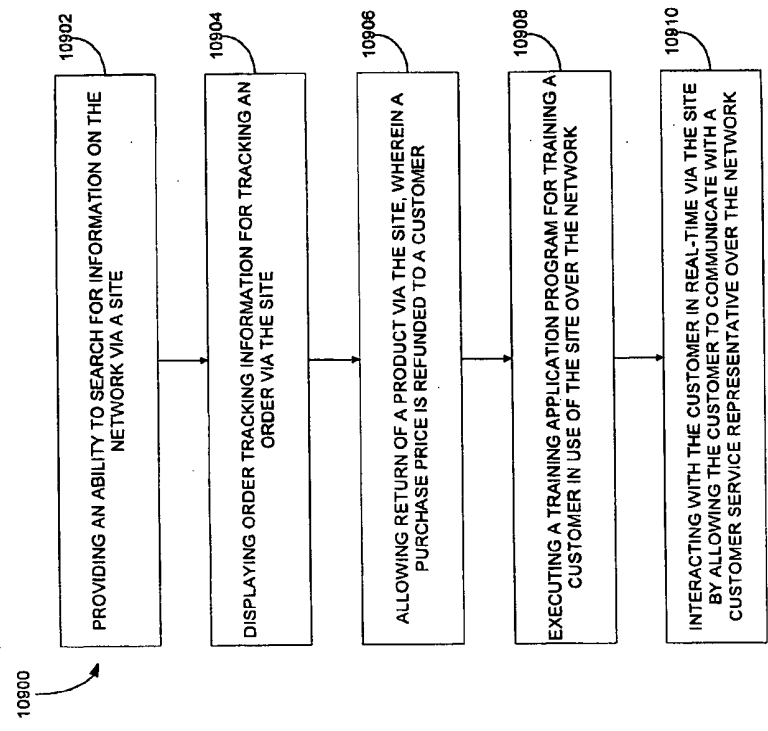 10900
10902
PROVIDING AN ABILITY TO SEARCH FOR INFORMATION ON THE
NETWORK VIA A SITE
10904
DISPLAYING ORDER TRACKING INFORMATION FOR TRACKING AN
ORDER VIA THE SITE
10906
ALLOWING RETURN OF A PRODUCT VIA THE SITE, WHEREIN A
PURCHASE PRICE IS REFUNDED TO A CUSTOMER
10908
EXECUTING A TRAINING APPLICATION PROGRAM FOR TRAINING A
CUSTOMER IN USE OF THE SITE OVER THE NETWORK
10910
INTERACTING WITH THE CUSTOMER IN REAL-TIME VIA THE SITE
BY ALLOWING THE CUSTOMER TO COMMUNICATE WITH A
CUSTOMER SERVICE REPRESENTATIVE OVER THE NETWORK